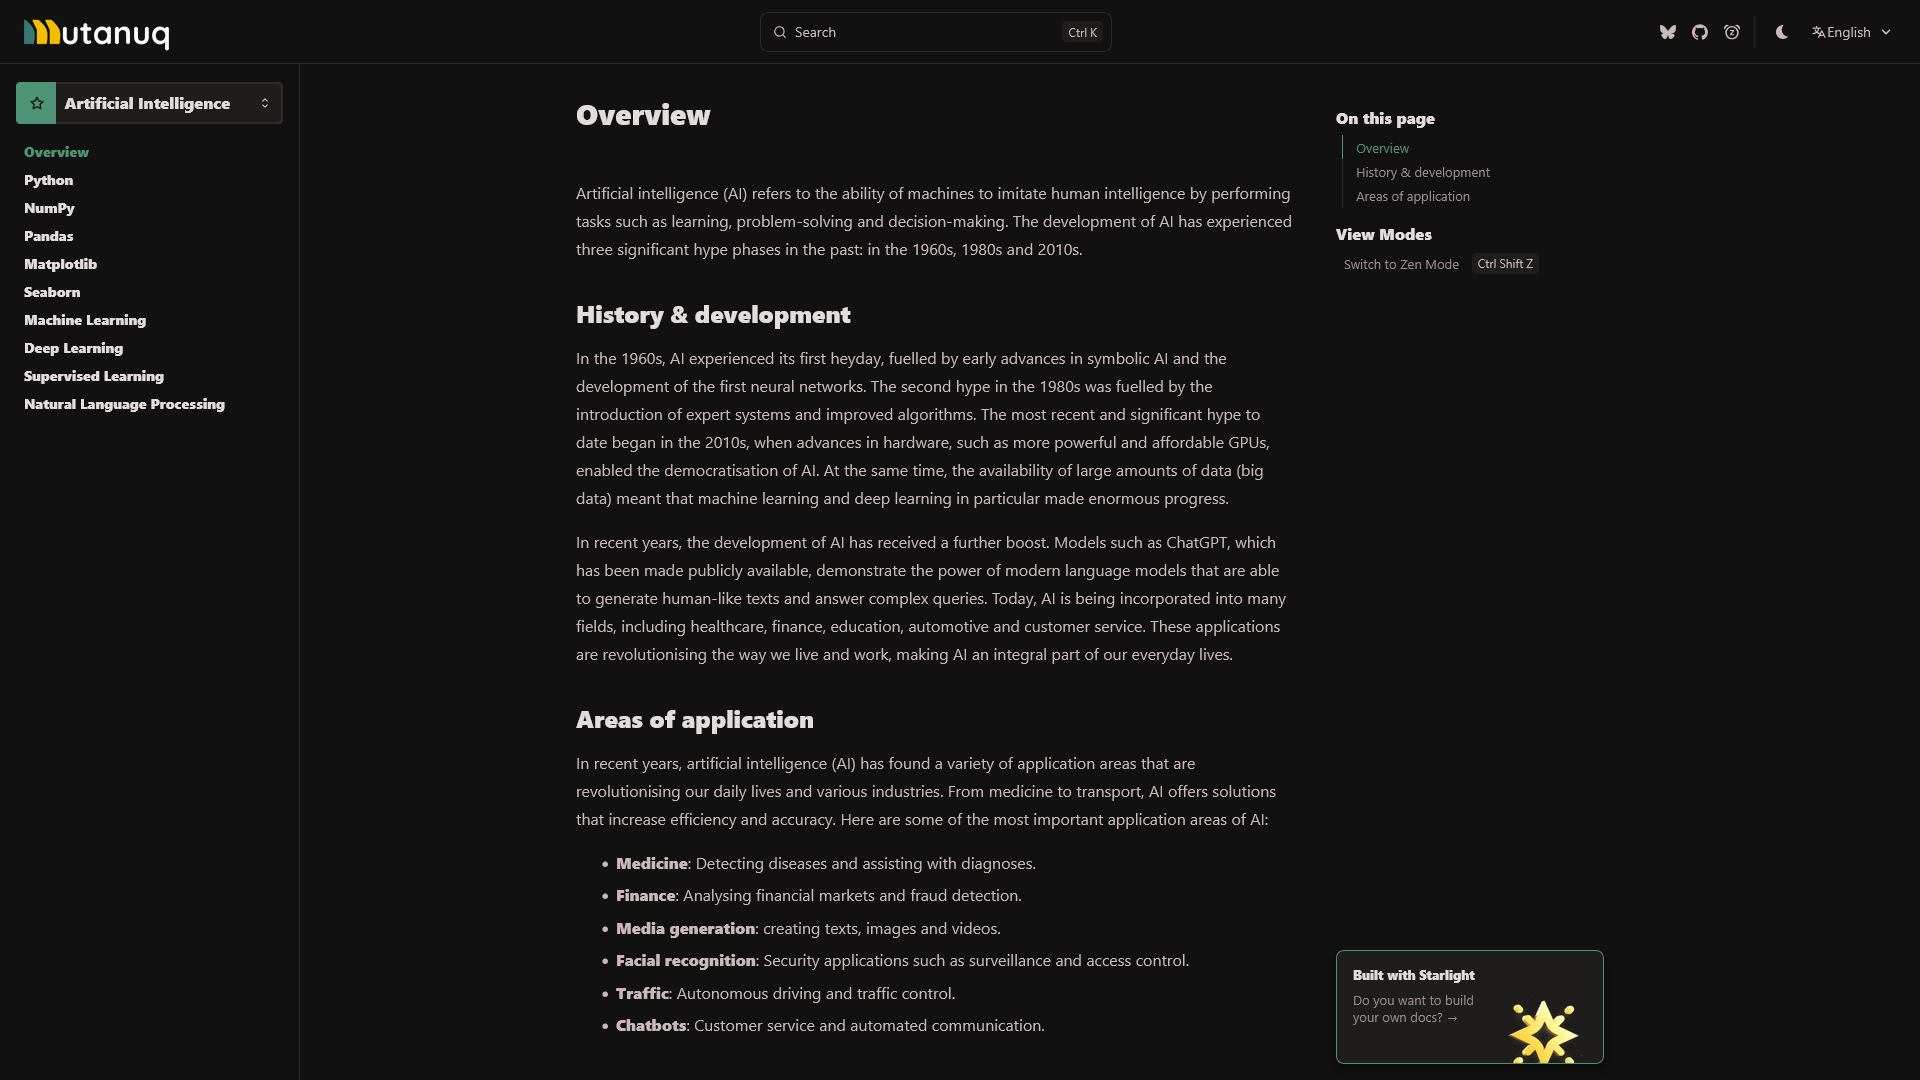 Mutanuq
Search
Ctrl K
English
Artificial Intelligence
Overview
Python
NumPy
Pandas
Matplotlib
Seaborn
Machine Learning
Deep Learning
Supervised Learning
Natural Language Processing
Overview
Artificial intelligence (AI) refers to the ability of machines to imitate human intelligence by performing
tasks such as learning, problem-solving and decision-making. The development of AI has experienced
three significant hype phases in the past: in the 1960s, 1980s and 2010s.
History & development
In the 1960s, AI experienced its first heyday, fuelled by early advances in symbolic AI and the
development of the first neural networks. The second hype in the 1980s was fuelled by the
introduction of expert systems and improved algorithms. The most recent and significant hype to
date began in the 2010s, when advances in hardware, such as more powerful and affordable GPUs,
enabled the democratisation of AI. At the same time, the availability of large amounts of data (big
data) meant that machine learning and deep learning in particular made enormous progress.
In recent years, the development of AI has received a further boost. Models such as ChatGPT, which
has been made publicly available, demonstrate the power of modern language models that are able
to generate human-like texts and answer complex queries. Today, AI is being incorporated into many
fields, including healthcare, finance, education, automotive and customer service. These applications
are revolutionising the way we live and work, making AI an integral part of our everyday lives.
Areas of application
In recent years, artificial intelligence (AI) has found a variety of application areas that are
revolutionising our daily lives and various industries. From medicine to transport, AI offers solutions
that increase efficiency and accuracy. Here are some of the most important application areas of AI:
• Medicine: Detecting diseases and assisting with diagnoses.
• Finance: Analysing financial markets and fraud detection.
• Media generation: creating texts, images and videos.
• Facial recognition: Security applications such as surveillance and access control.
• Traffic: Autonomous driving and traffic control.
• Chatbots: Customer service and automated communication.
On this page
Overview
History & development
Areas of application
View Modes
Switch to Zen Mode Ctrl Shift Z
Built with Starlight
Do you want to build
your own docs? →